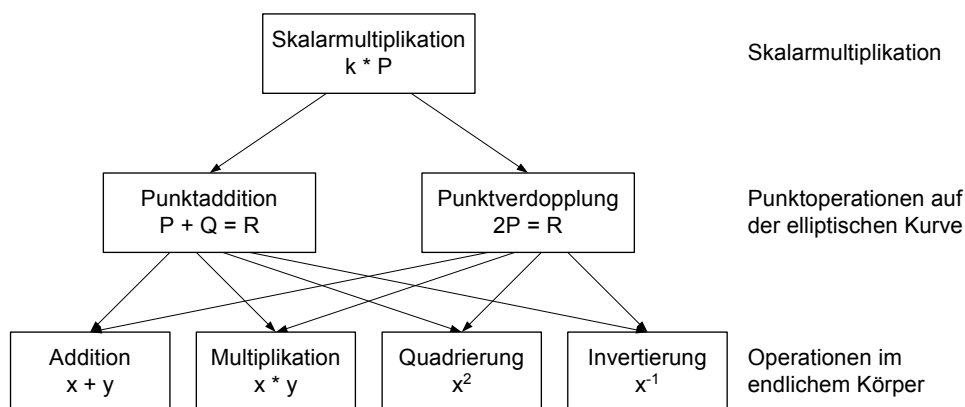 Skalarmultiplikation
k * P
Skalarmultiplikation
Punktaddition
P + Q = R
Punktverdopplung
2P = R
Punktoperationen auf
der elliptischen Kurve
Addition
x + y
Multiplikation
x * y
Quadrierung
x²
Invertierung
x⁻¹
Operationen im
endlichem Körper